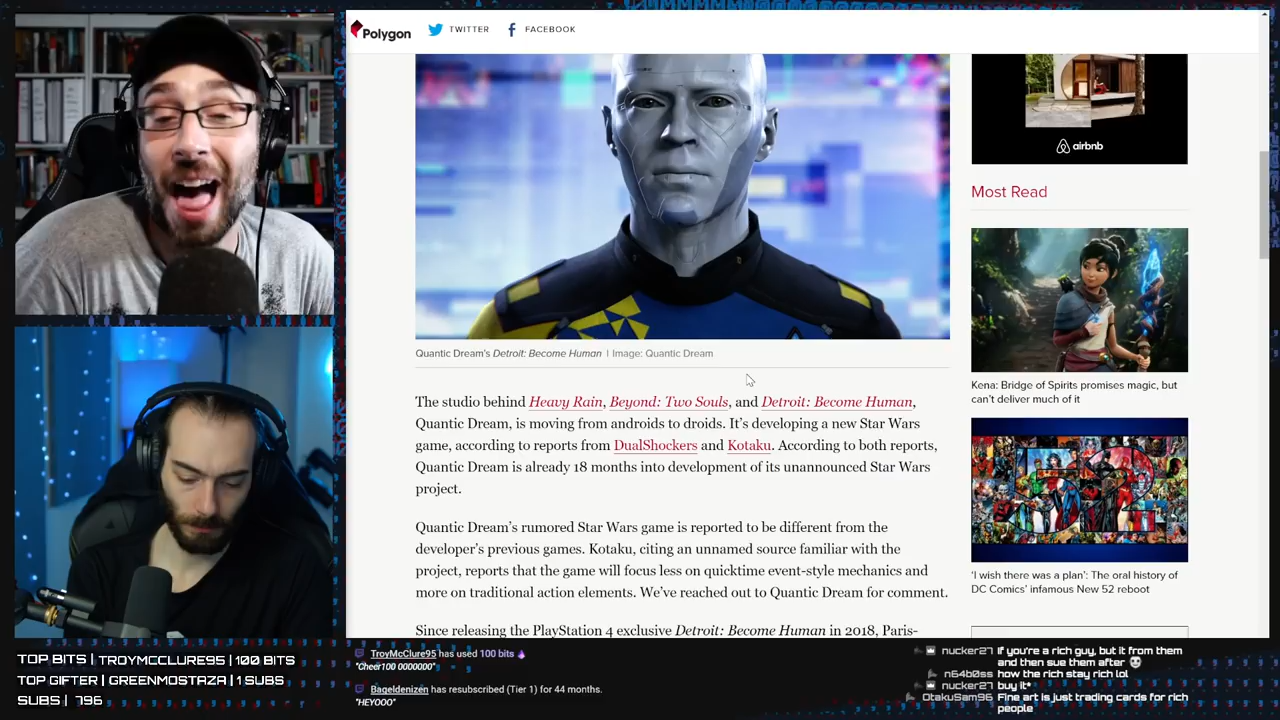 Polygon
TWITTER
FACEBOOK
airbnb
Most Read
Kena: Bridge of Spirits promises magic, but
can't deliver much of it
'I wish there was a plan': The oral history of
DC Comics' infamous New 52 reboot
Quantic Dream's Detroit: Become Human | Image: Quantic Dream
The studio behind Heavy Rain, Beyond: Two Souls, and Detroit: Become Human,
Quantic Dream, is moving from androids to droids. It's developing a new Star Wars
game, according to reports from DualShockers and Kotaku. According to both reports,
Quantic Dream is already 18 months into development of its unannounced Star Wars
project.
Quantic Dream's rumored Star Wars game is reported to be different from the
developer's previous games. Kotaku, citing an unnamed source familiar with the
project, reports that the game will focus less on quicktime event-style mechanics and
more on traditional action elements. We've reached out to Quantic Dream for comment.
Since releasing the PlayStation 4 exclusive Detroit: Become Human in 2018, Paris-
TOP BITS | TROYMCCLURE95 | 100 BITS
TOP GIFTER | GREENMOSTAZA | 1 SUBS
SUBS | 796
TroyMcClure95 has used 100 bits
"Cheer100 0000000"
Bageldenizen has resubscribed (Tier 1) for 44 months.
"HEYOOO"
nucker27 If you're a rich guy, but it from them
and then sue them after
n64b0ss how the rich stay rich lol
nucker27 buy it*
OtakuSam96 Fine art is just trading cards for rich
people